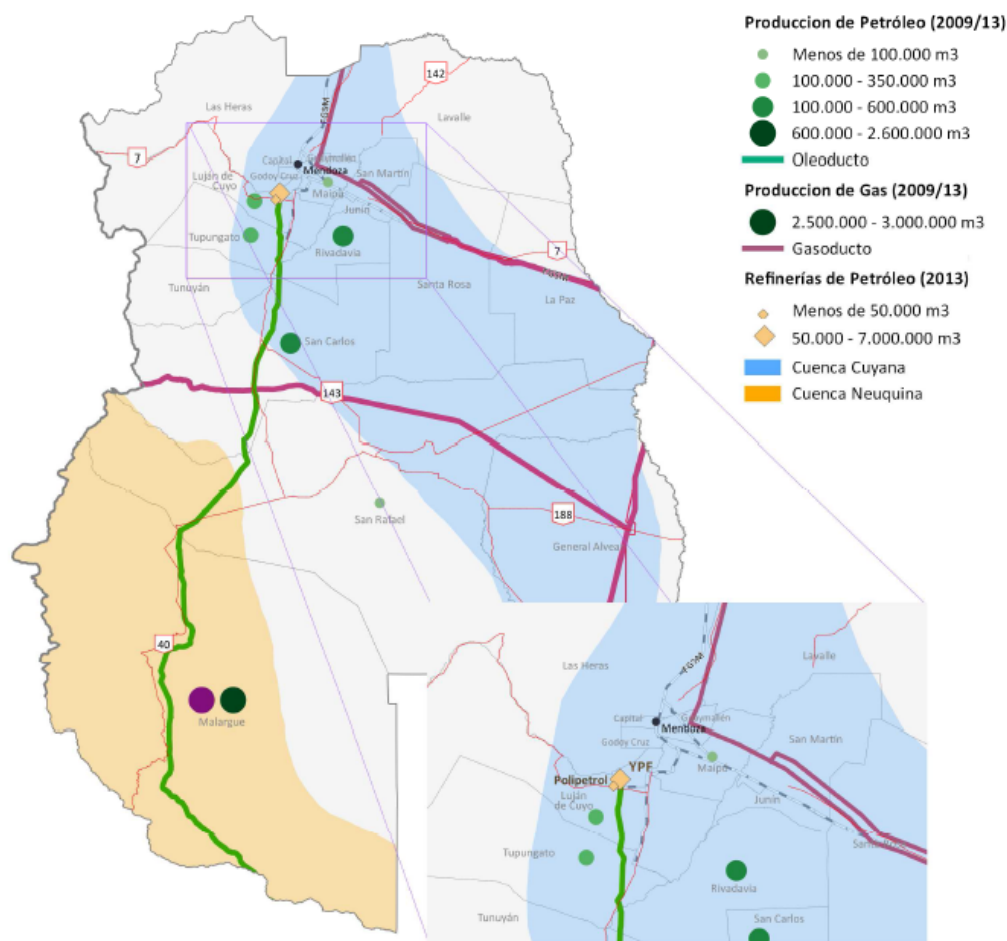 Produccion de Petróleo (2009/13)
Menos de 100.000 m3
100.000 - 350.000 m3
100.000 - 600.000 m3
600.000 - 2.600.000 m3
Oleoducto
Produccion de Gas (2009/13)
2.500.000 - 3.000.000 m3
Gasoducto
Refinerías de Petróleo (2013)
Menos de 50.000 m3
50.000 - 7.000.000 m3
Cuenca Cuyana
Cuenca Neuquina
142
Las Heras
FGSM
Lavalle
7
Capital
Guaymallén
Mendoza
San Martín
Luján de
Cuyo
Godoy Cruz
Maipú
Junín
Tupungato
Rivadavia
7
Tunuyán
Santa Rosa
La Paz
San Carlos
143
San Rafael
188
General Alvea
40
Malargue
Las Heras
FGSM
Lavalle
Capital
Guaymallén
Mendoza
Godoy Cruz
San Martín
YPF
Maipú
Polipetrol
Luján
de Cuyo
Junín
Santa Rosa
Tupungato
Rivadavia
Tunuyán
San Carlos